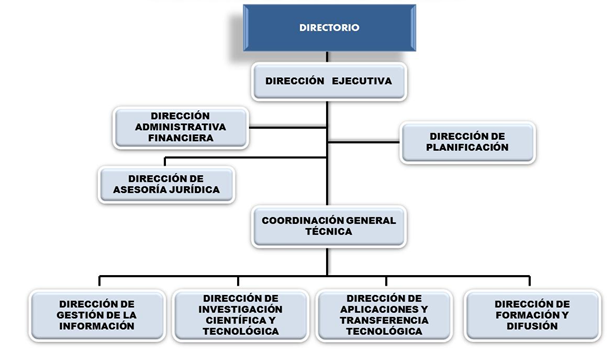 DIRECTORIO
DIRECCIÓN EJECUTIVA
DIRECCIÓN
ADMINISTRATIVA
FINANCIERA
DIRECCIÓN DE
PLANIFICACIÓN
DIRECCIÓN DE
ASESORÍA JURÍDICA
COORDINACIÓN GENERAL
TÉCNICA
DIRECCIÓN DE
GESTIÓN DE LA
INFORMACIÓN
DIRECCIÓN DE
INVESTIGACIÓN
CIENTÍFICA Y
TECNOLÓGICA
DIRECCIÓN DE
APLICACIONES Y
TRANSFERENCIA
TECNOLÓGICA
DIRECCIÓN DE
FORMACIÓN Y
DIFUSIÓN